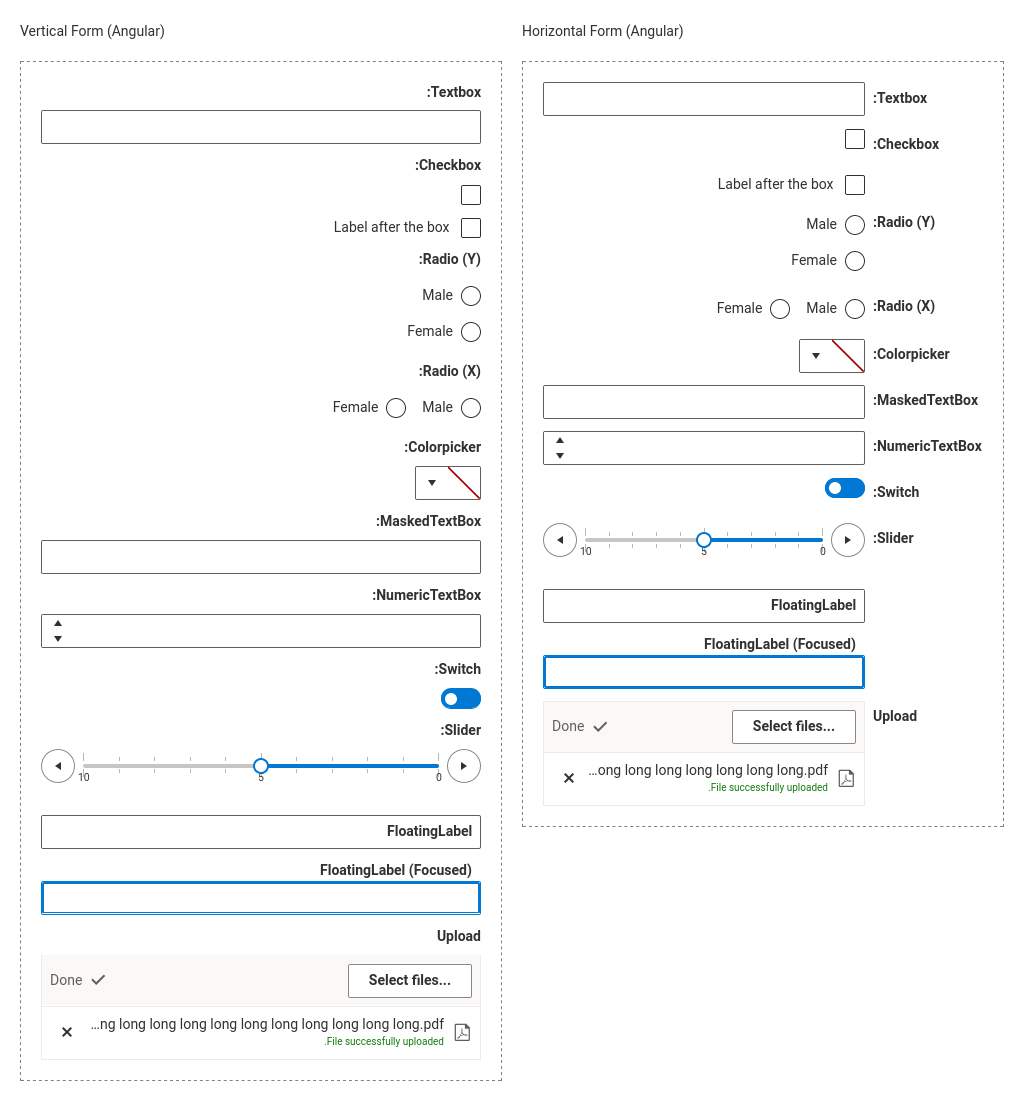 Vertical Form (Angular)
:Textbox
:Checkbox
Label after the box
:Radio (Y)
Male
Female
:Radio (X)
Female Male
:Colorpicker
:MaskedTextBox
:NumericTextBox
:Switch
:Slider
10 5 0
FloatingLabel
FloatingLabel (Focused)
Upload
Done Select files...
...ng long long long long long long long long long long.pdf
.File successfully uploaded
Horizontal Form (Angular)
:Textbox
:Checkbox
Label after the box
Male :Radio (Y)
Female
Female Male :Radio (X)
:Colorpicker
:MaskedTextBox
:NumericTextBox
:Switch
:Slider
10 5 0
FloatingLabel
FloatingLabel (Focused)
Upload
Done Select files...
...ong long long long long long long.pdf
.File successfully uploaded